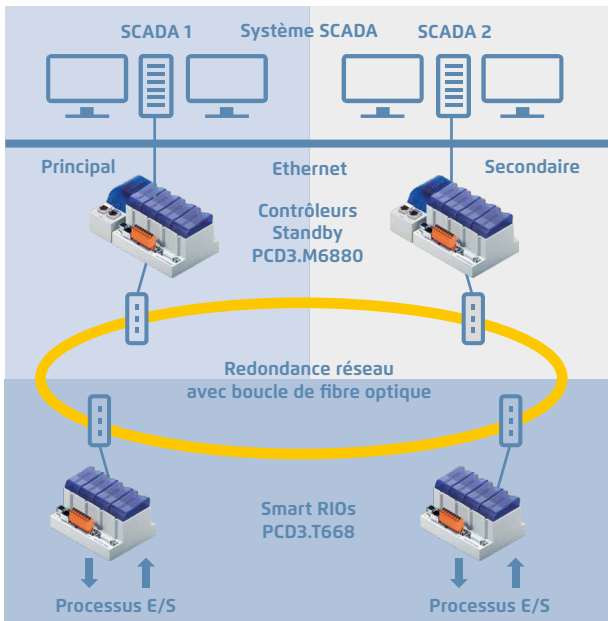 SCADA 1
Système SCADA
SCADA 2
Principal
Ethernet
Secondaire
Contrôleurs
Standby
PCD3.M6880
Redondance réseau
avec boucle de fibre optique
Smart RIOs
PCD3.T668
Processus E/S
Processus E/S